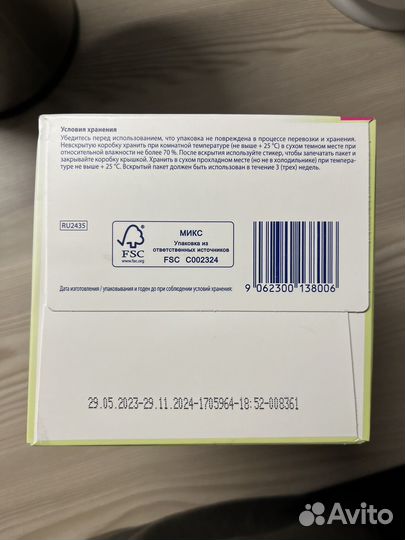 Условия хранения
Убедитесь перед использованием, что упаковка не повреждена в процессе перевозки и хранения.
Невскрытую коробку хранить при комнатной температуре (не выше + 25 °C) в сухом темном месте при
относительной влажности не более 70 %. После вскрытия используйте стикер, чтобы запечатать пакет и
закрывайте коробку крышкой. Хранить в сухом прохладном месте (но не в холодильнике) при темпера-
туре не выше + 25 °C. Вскрытый пакет должен быть использован в течение 3 (трех) недель.
RU2435
FSC
www.fsc.org
МИКС
Упаковка из
ответственных источников
FSC C002324
9 062300 138006
Дата изготовления / упаковывания и годен до при соблюдении условий хранения:
29.05.2023-29.11.2024-1705964-18:52-008361
Avito